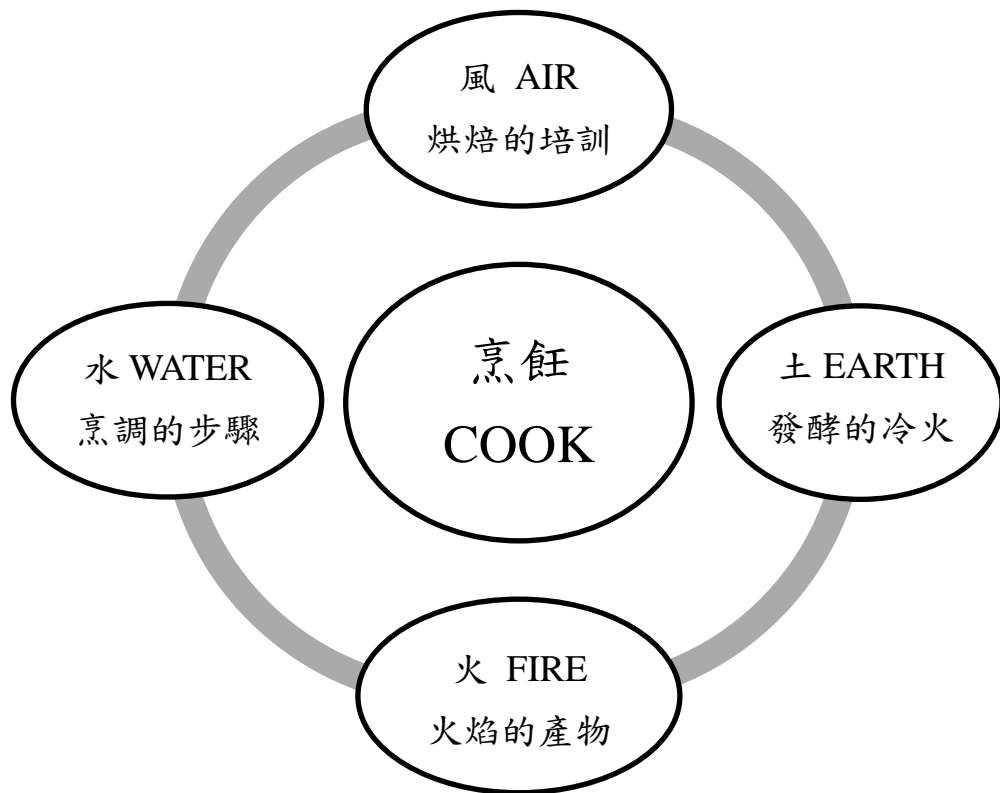 風 AIR
烘焙的培訓
水 WATER
烹調的步驟
烹飪
COOK
土 EARTH
發酵的冷火
火 FIRE
火焰的產物